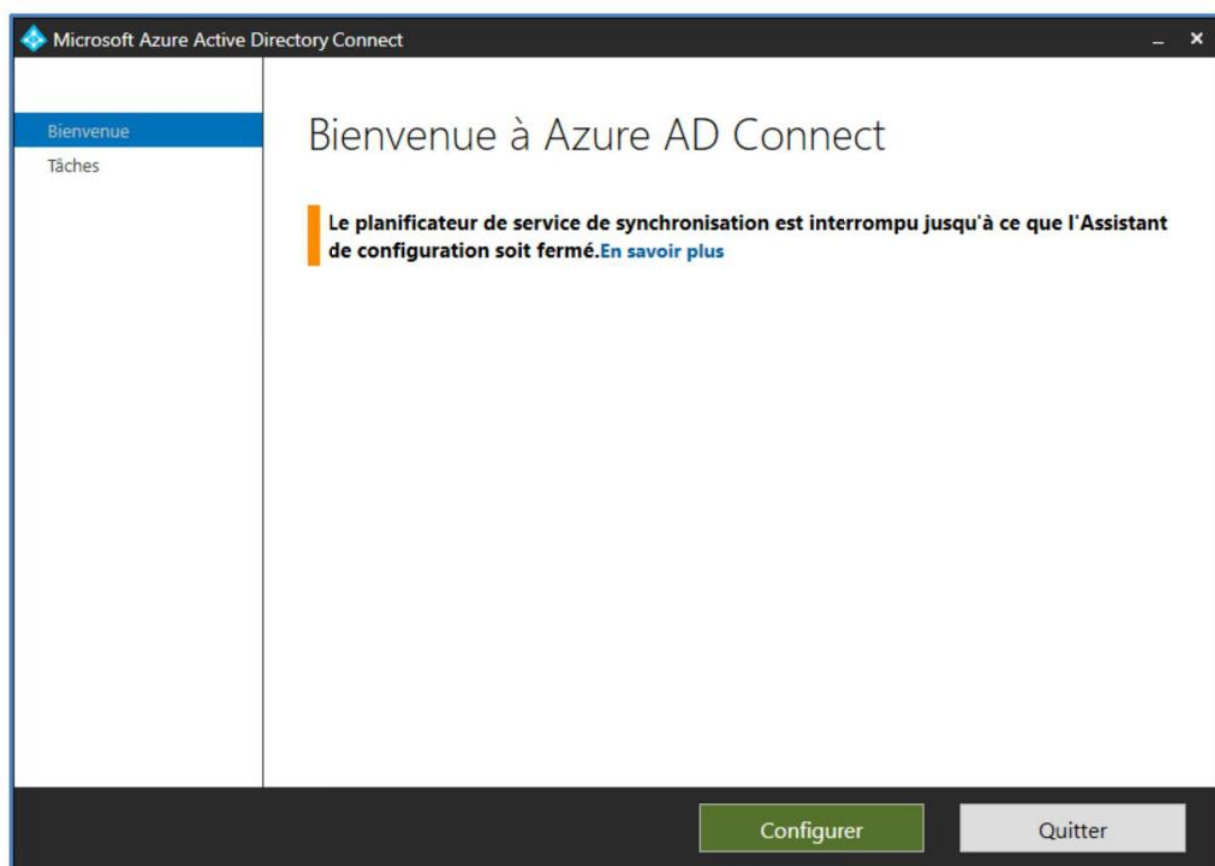 Microsoft Azure Active Directory Connect
Bienvenue
Tâches
Bienvenue à Azure AD Connect
Le planificateur de service de synchronisation est interrompu jusqu'à ce que l'Assistant
de configuration soit fermé.En savoir plus
Configurer
Quitter